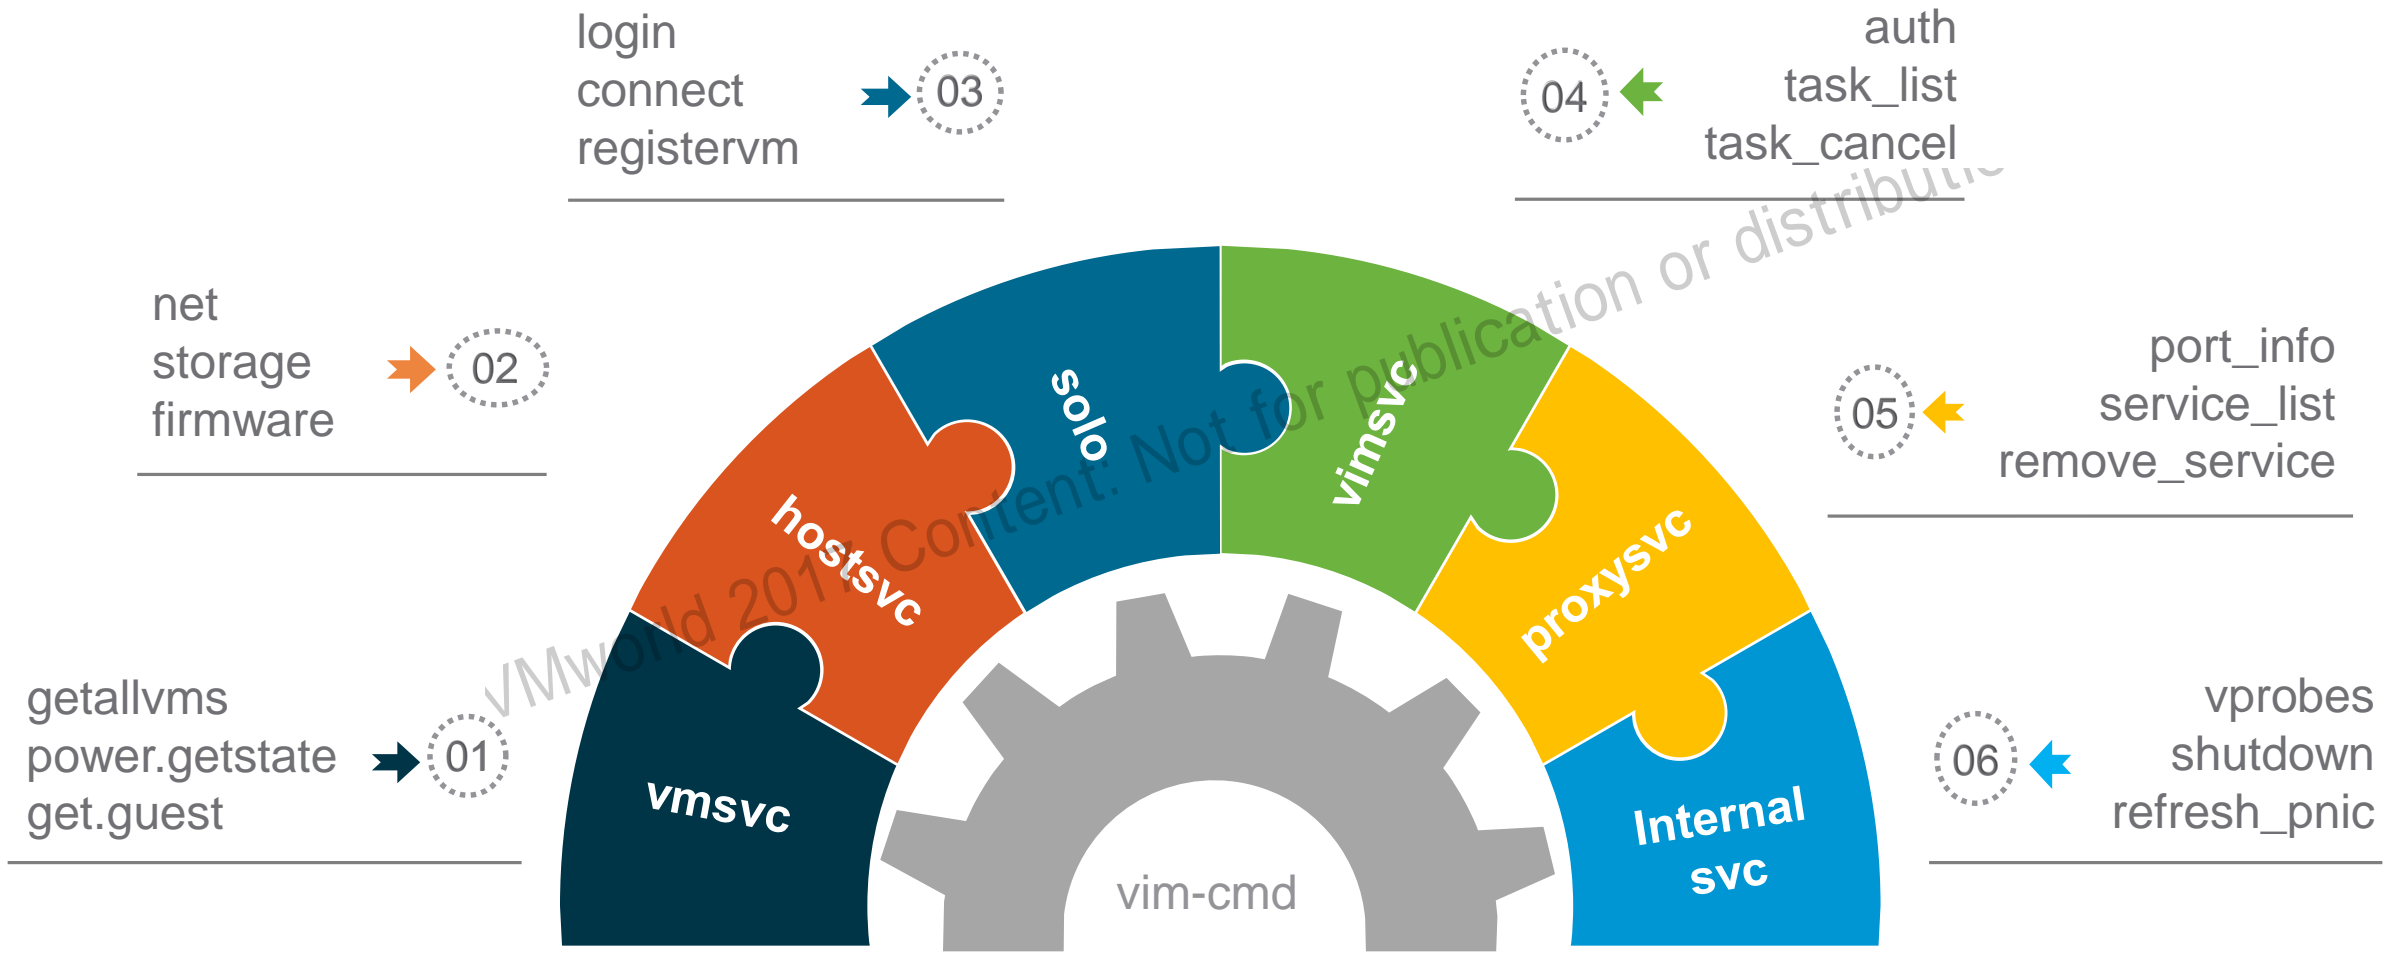 login
connect
registervm
03
04
auth
task_list
task_cancel
net
storage
firmware
02
05
port_info
service_list
remove_service
getallvms
power.getstate
get.guest
01
06
vprobes
shutdown
refresh_pnic
vmsvc
hostsvc
solo
vimsvc
proxysvc
Internal
svc
vim-cmd
VMworld 2017 Content: Not for publication or distributio